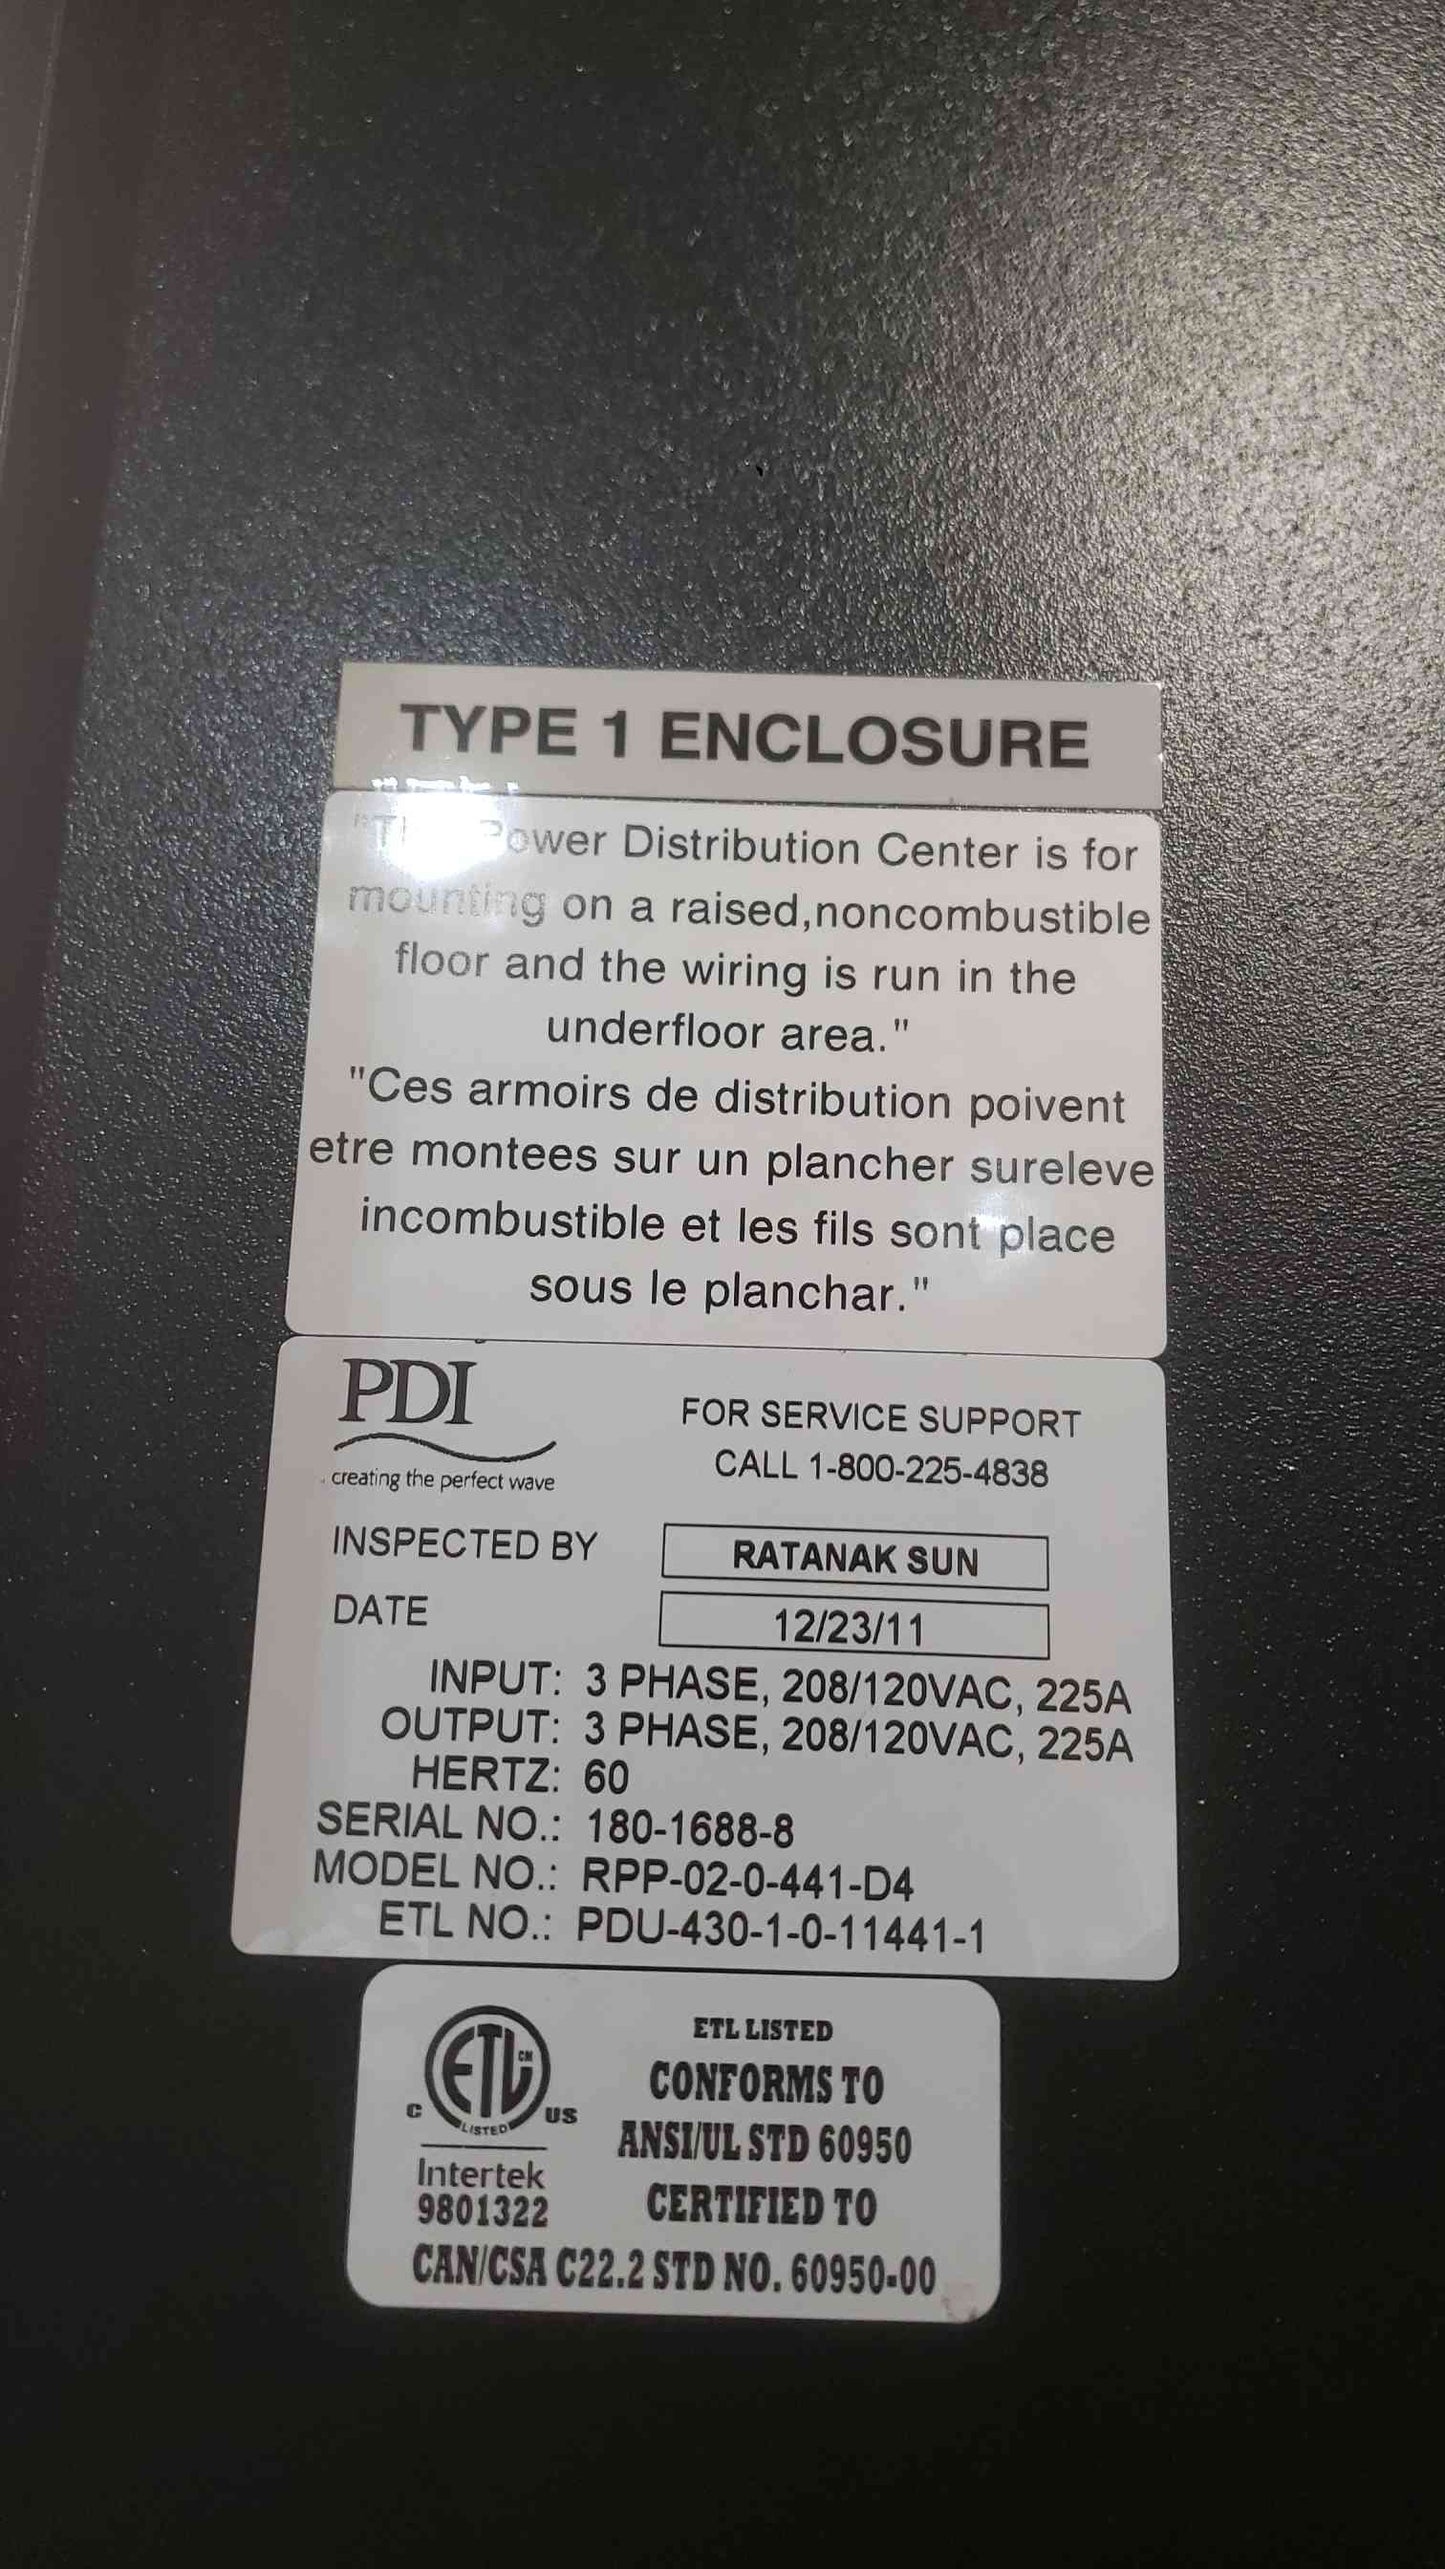 TYPE 1 ENCLOSURE
Power Distribution Center is for
mounting on a raised,noncombustible
floor and the wiring is run in the
underfloor area."
"Ces armoirs de distribution poivent
etre montees sur un plancher sureleve
incombustible et les fils sont place
sous le planchar."
PDI
creating the perfect wave
FOR SERVICE SUPPORT
CALL 1-800-225-4838
INSPECTED BY RATANAK SUN
DATE 12/23/11
INPUT: 3 PHASE, 208/120VAC, 225A
OUTPUT: 3 PHASE, 208/120VAC, 225A
HERTZ: 60
SERIAL NO.: 180-1688-8
MODEL NO.: RPP-02-0-441-D4
ETL NO.: PDU-430-1-0-11441-1
ETL CM
LISTED
C US
Intertek
9801322
ETL LISTED
CONFORMS TO
ANSI/UL STD 60950
CERTIFIED TO
CAN/CSA C22.2 STD NO. 60950-00